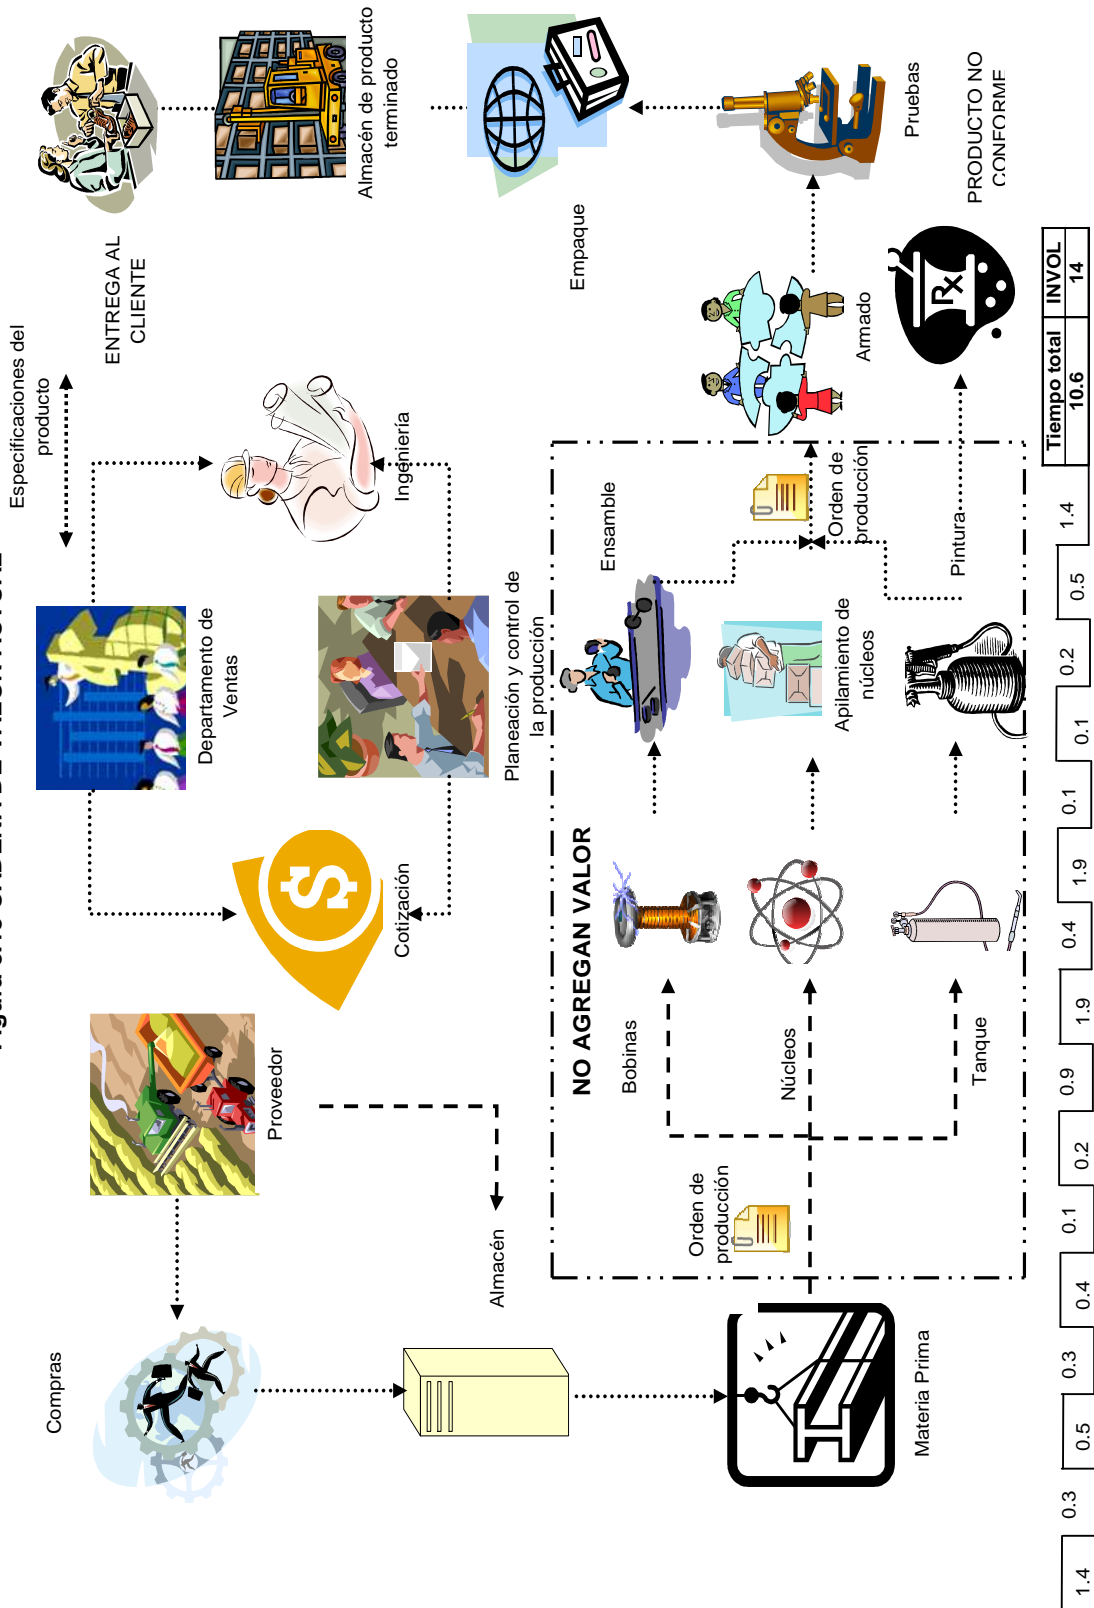 Especificaciones del
producto
ENTREGA AL
CLIENTE
Almacén de producto
terminado
Compras
Proveedor
Departamento de
Ventas
Ingeniería
Cotización
Planeación y control de
la producción
Empaque
Almacén
NO AGREGAN VALOR
Bobinas
Ensamble
Orden de
producción
Orden de
producción
Núcleos
Apilamiento de
núcleos
Armado
Pruebas
Materia Prima
Tanque
Pintura
PRODUCTO NO
CONFORME
Tiempo total INVOL
10.6 14
1.4 0.3 0.5 0.3 0.4 0.1 0.2 0.9 1.9 0.4 1.9 0.1 0.1 0.2 0.5 1.4